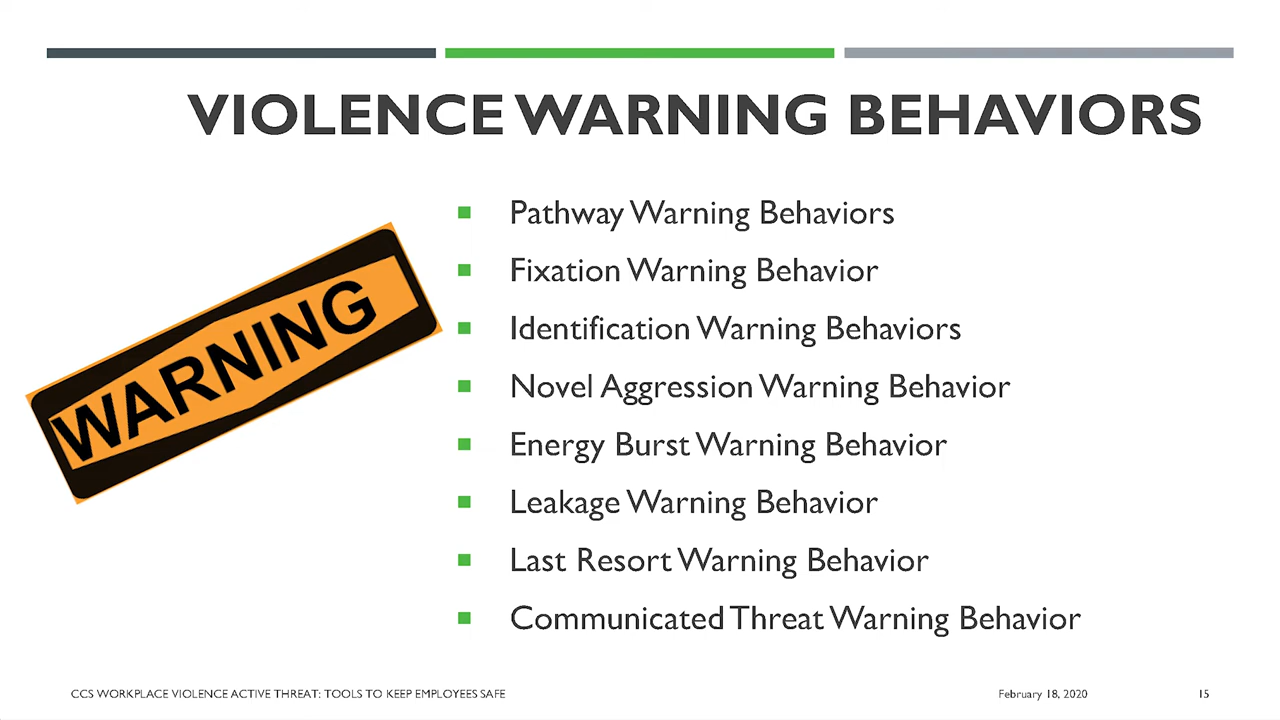 VIOLENCE WARNING BEHAVIORS
WARNING
Pathway Warning Behaviors
Fixation Warning Behavior
Identification Warning Behaviors
Novel Aggression Warning Behavior
Energy Burst Warning Behavior
Leakage Warning Behavior
Last Resort Warning Behavior
Communicated Threat Warning Behavior
CCS WORKPLACE VIOLENCE ACTIVE THREAT: TOOLS TO KEEP EMPLOYEES SAFE
February 18, 2020
15